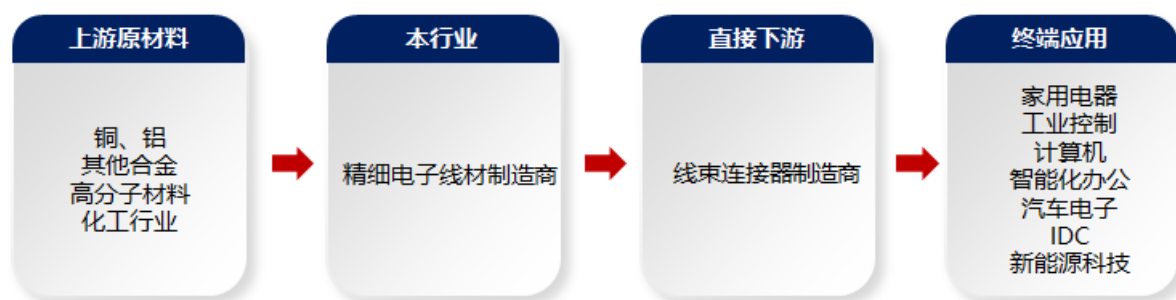 上游原材料
铜、铝
其他合金
高分子材料
化工行业
本行业
精细电子线材制造商
直接下游
线束连接器制造商
终端应用
家用电器
工业控制
计算机
智能化办公
汽车电子
IDC
新能源科技